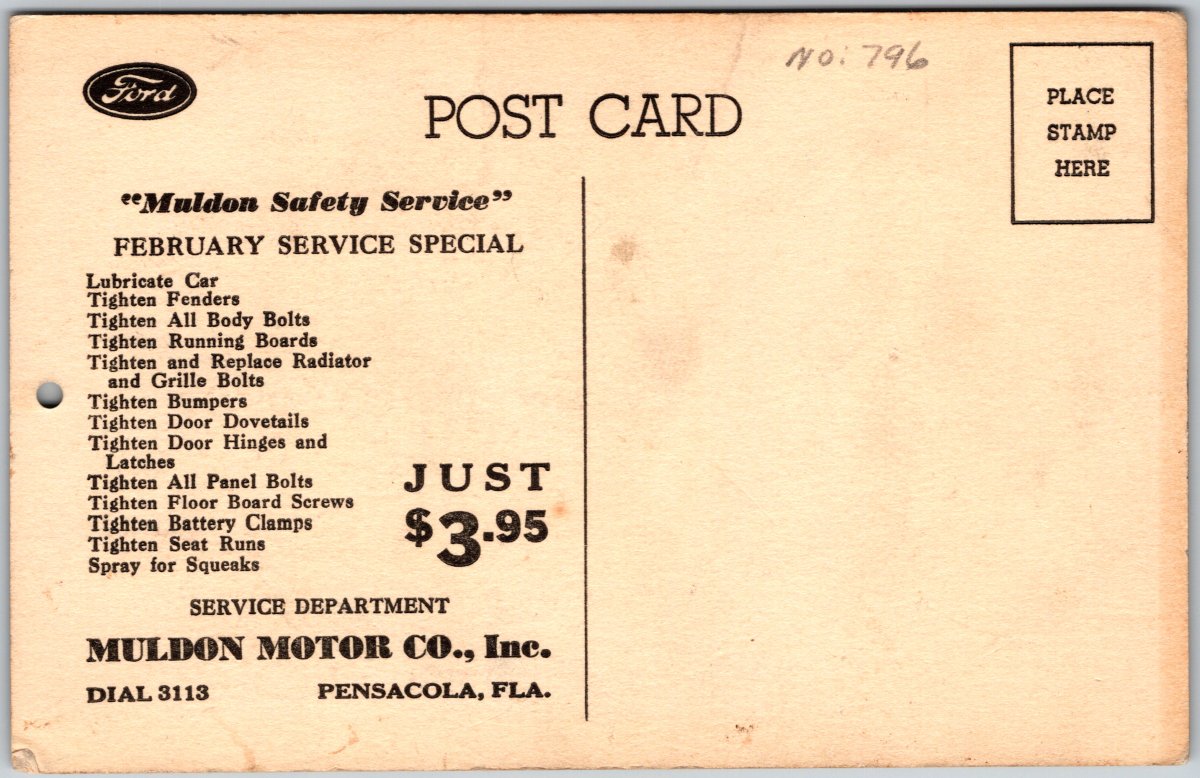 Ford
NO: 796
POST CARD
PLACE
STAMP
HERE
“Muldon Safety Service”
FEBRUARY SERVICE SPECIAL
Lubricate Car
Tighten Fenders
Tighten All Body Bolts
Tighten Running Boards
Tighten and Replace Radiator
and Grille Bolts
Tighten Bumpers
Tighten Door Dovetails
Tighten Door Hinges and
Latches
Tighten All Panel Bolts
Tighten Floor Board Screws
Tighten Battery Clamps
Tighten Seat Runs
Spray for Squeaks
JUST
$3.95
SERVICE DEPARTMENT
MULDON MOTOR CO., Inc.
DIAL 3113 PENSACOLA, FLA.